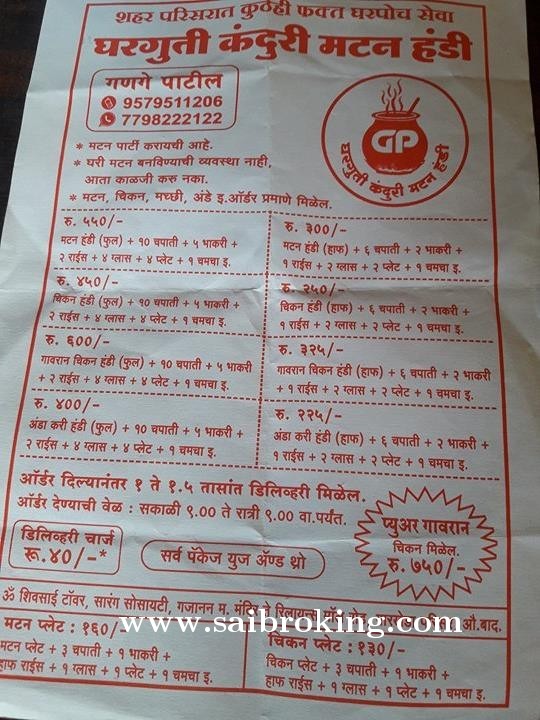 शहर परिसरात कुठेही फक्त घरपोच सेवा
घरगुती कंदुरी मटन हंडी
गणगे पाटील
9579511206
7798222122
GP
घरगुती कंदुरी मटन हंडी
* मटन पार्टी करायची आहे.
* घरी मटन बनविण्याची व्यवस्था नाही,
आता काळजी करु नका.
* मटन, चिकन, मच्छी, अंडे इ.ऑर्डर प्रमाणे मिळेल.
रु. ५५०/-
मटन हंडी (फुल) + १० चपाती + ५ भाकरी +
२ राईस + ४ ग्लास + ४ प्लेट + १ चमचा इ.
रु. ३००/-
मटन हंडी (हाफ) + ६ चपाती + २ भाकरी +
१ राईस + २ ग्लास + २ प्लेट + १ चमचा इ.
रु. ४५०/-
चिकन हंडी (फुल) + १० चपाती + ५ भाकरी +
२ राईस + ४ ग्लास + ४ प्लेट + १ चमचा इ.
रु. २५०/-
चिकन हंडी (हाफ) + ६ चपाती + २ भाकरी +
१ राईस + २ ग्लास + २ प्लेट + १ चमचा इ.
रु. ६००/-
गावरान चिकन हंडी (फुल) + १० चपाती + ५ भाकरी
+ २ राईस + ४ ग्लास + ४ प्लेट + १ चमचा इ.
रु. ३२५/-
गावरान चिकन हंडी (हाफ) + ६ चपाती + २ भाकरी
+ १ राईस + २ ग्लास + २ प्लेट + १ चमचा इ.
रु. ४००/-
अंडा करी हंडी (फुल) + १० चपाती + ५ भाकरी +
२ राईस + ४ ग्लास + ४ प्लेट + १ चमचा इ.
रु. २२५/-
अंडा करी हंडी (हाफ) + ६ चपाती + २ भाकरी +
१ राईस + २ ग्लास + २ प्लेट + १ चमचा इ.
ऑर्डर दिल्यानंतर १ ते १.५ तासांत डिलिव्हरी मिळेल.
ऑर्डर देण्याची वेळ : सकाळी ९.०० ते रात्री ९.०० वा.पर्यंत.
डिलिव्हरी चार्ज
रू.४०/-*
सर्व पॅकेज युज ॲण्ड थ्रो
प्युअर गावरान
चिकन मिळेल.
रु. ७५०/-
ॐ शिवसाई टॉवर, सारंग सोसायटी, गजानन म. मंदिर ते रिलायन्स औ.बाद.
www.saibroking.com
मटन प्लेट : १६०/-
मटन प्लेट + ३ चपाती + १ भाकरी +
हाफ राईस + १ ग्लास + १ प्लेट + १ चमचा इ.
चिकन प्लेट : १३०/-
चिकन प्लेट + ३ चपाती + १ भाकरी +
हाफ राईस + १ ग्लास + १ प्लेट + १ चमचा इ.